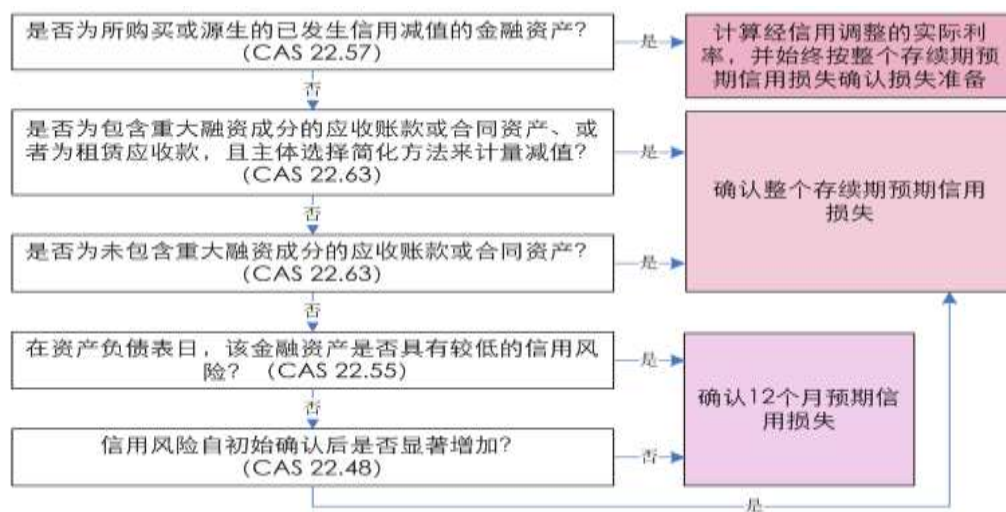 是否为所购买或源生的已发生信用减值的金融资产？
(CAS 22.57)
是
计算经信用调整的实际利
率，并始终按整个存续期预
期信用损失确认损失准备
否
是否为包含重大融资成分的应收账款或合同资产、或
者为租赁应收款，且主体选择简化方法来计量减值？
(CAS 22.63)
是
确认整个存续期预期信用
损失
否
是否为未包含重大融资成分的应收账款或合同资产？
(CAS 22.63)
是
否
在资产负债表日，该金融资产是否具有较低的信用风
险？ (CAS 22.55)
是
确认12个月预期信
用损失
否
信用风险自初始确认后是否显著增加？
(CAS 22.48)
否
是